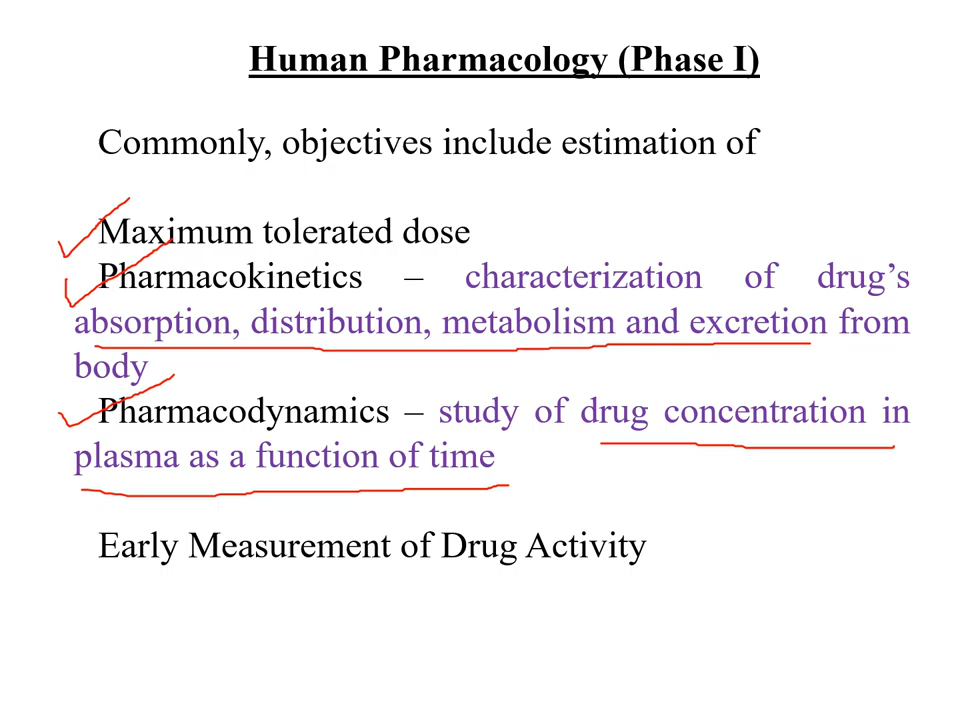 Human Pharmacology (Phase I)
Commonly, objectives include estimation of
Maximum tolerated dose
Pharmacokinetics – characterization of drug’s
absorption, distribution, metabolism and excretion from
body
Pharmacodynamics – study of drug concentration in
plasma as a function of time
Early Measurement of Drug Activity